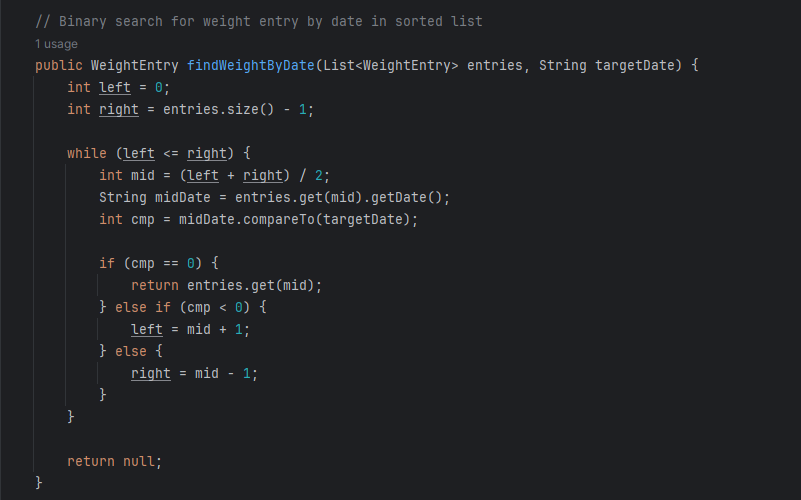 // Binary search for weight entry by date in sorted list
1 usage
public WeightEntry findWeightByDate(List<WeightEntry> entries, String targetDate) {
    int left = 0;
    int right = entries.size() - 1;

    while (left <= right) {
        int mid = (left + right) / 2;
        String midDate = entries.get(mid).getDate();
        int cmp = midDate.compareTo(targetDate);

        if (cmp == 0) {
            return entries.get(mid);
        } else if (cmp < 0) {
            left = mid + 1;
        } else {
            right = mid - 1;
        }
    }

    return null;
}